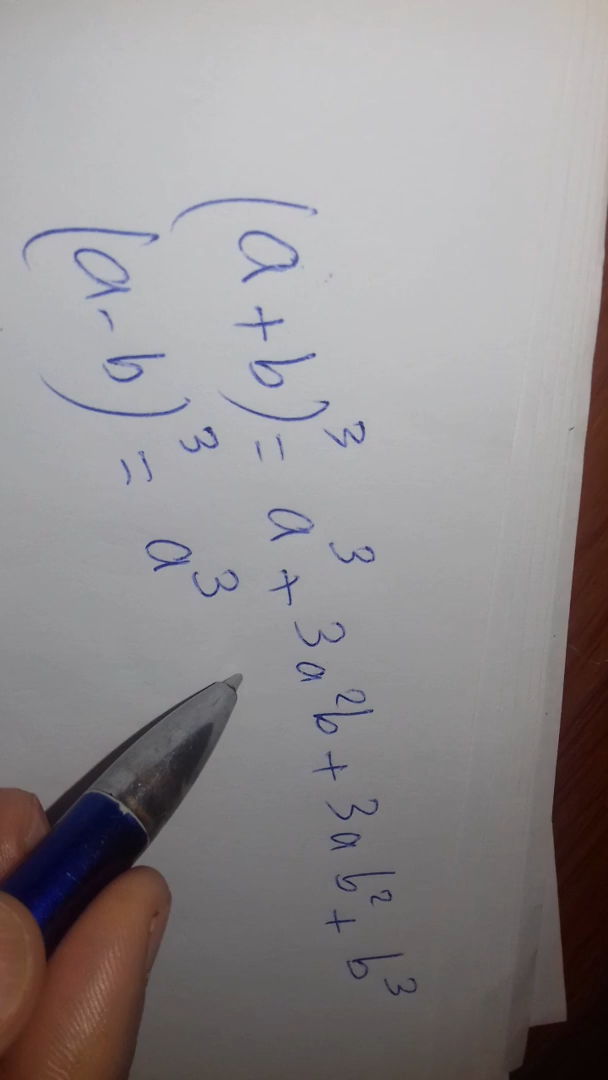 (a + b)³ = a³ + 3a²b + 3ab² + b³
(a - b)³ = a³